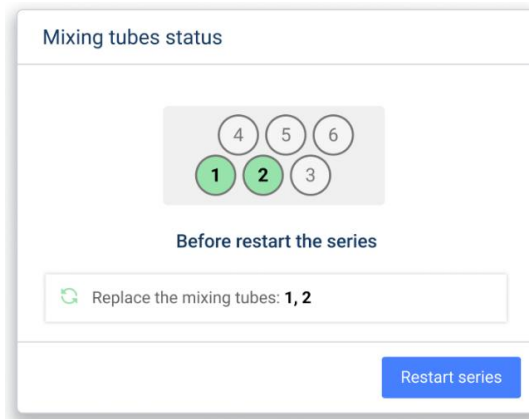 Mixing tubes status
4 5 6
1 2 3
Before restart the series
Replace the mixing tubes: 1, 2
Restart series